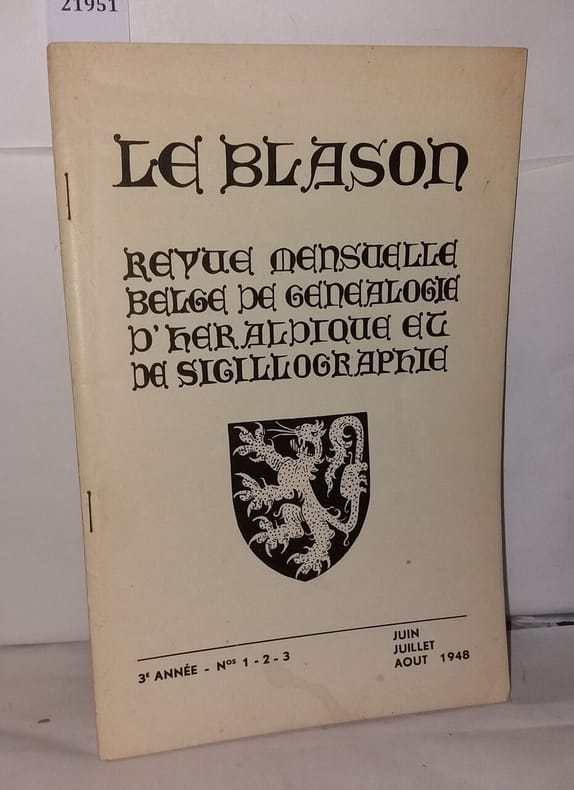 21951
LE BLASON
REVUE MENSUELLE
BELGE DE GENEALOGIE
D'HERALDIQUE ET
DE SIGILLOGRAPHIE
3E ANNÉE - Nos 1 - 2 - 3
JUIN
JUILLET
AOUT 1948